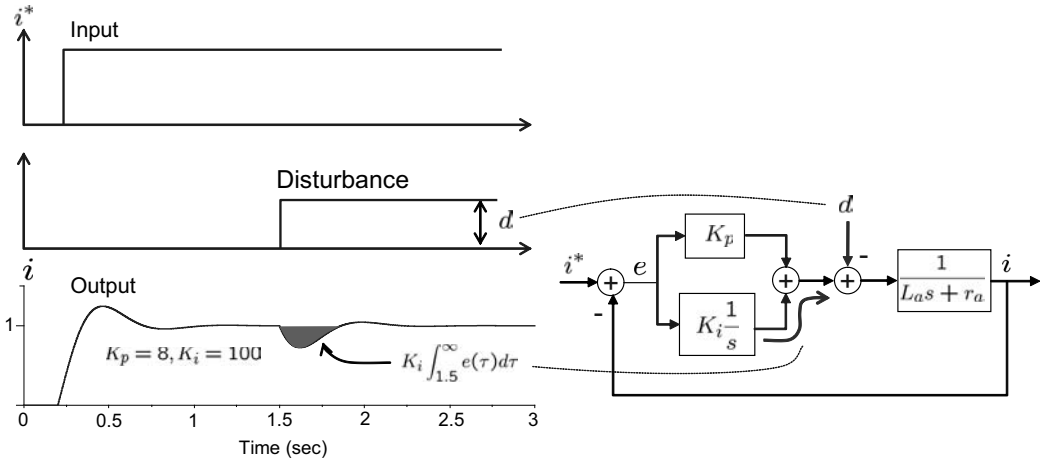 i*
Input
Disturbance
d
i
Output
1
K_p = 8, K_i = 100
K_i ∫_{1.5}^{∞} e(τ)dτ
0 0.5 1 1.5 2 2.5 3
Time (sec)
d
K_p
-
i* + e + + 1/(L_a s + r_a) i
-
K_i 1/s